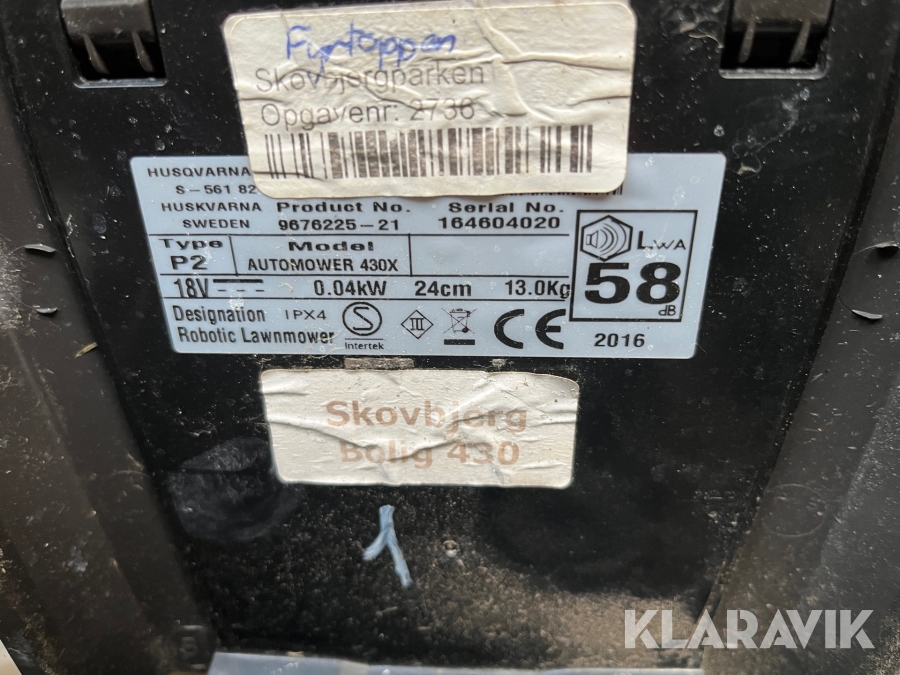 Fyrtoppen
Skovbjergparken
Opgavenr: 2736
HUSQVARNA
S-561 82
HUSKVARNA
SWEDEN
Product No.
9676225-21
Serial No.
164604020
Type
P2
Model
AUTOMOWER 430X
18V 0.04kW 24cm 13.0Kg
LWA
58
dB
Designation IPX4
Robotic Lawnmower
S
Intertek
III
CE
2016
Skovbjerg
Bolig 430
1
KLARAVIK